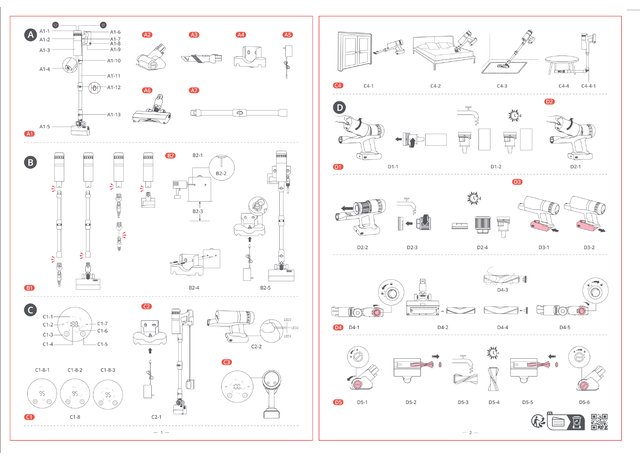 A
A1-1
A1-2
A1-3
A1-4
A1-5
A1-6
A1-7
A1-8
A1-9
A1-10
A1-11
A1-12
A1-13
A1
A2
A3
A4
A5
A6
A7
B
B1
B2
B2-1
B2-2
B2-3
B2-4
B2-5
C
C1-1
C1-2
C1-3
C1-4
C1-5
C1-6
C1-7
C1-8-1
C1-8-2
C1-8-3
C1-8
C1
C2
C2-1
C2-2
C3
— 1 —
C4
C4-1
C4-2
C4-3
C4-4
C4-4-1
D
D1
D1-1
D1-2
D2
D2-1
D2-2
D2-3
D2-4
D3
D3-1
D3-2
D4
D4-1
D4-2
D4-3
D4-4
D4-5
D5
D5-1
D5-2
D5-3
D5-4
D5-5
D5-6
— 2 —